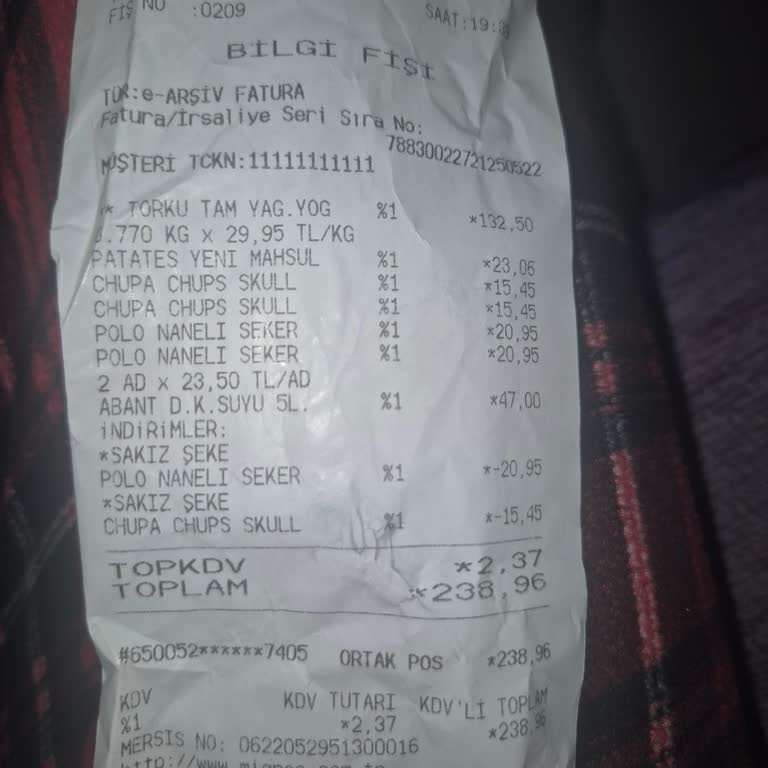 FİŞ NO :0209 SAAT:19:39
BİLGİ FİŞİ
TÜR:e-ARŞİV FATURA
Fatura/İrsaliye Seri Sıra No:
78830022721250522
MÜŞTERİ TCKN:11111111111
* TORKU TAM YAG.YOG %1 *132,50
.770 KG x 29,95 TL/KG
PATATES YENİ MAHSUL %1 *23,06
CHUPA CHUPS SKULL %1 *15,45
CHUPA CHUPS SKULL %1 *15,45
POLO NANELI SEKER %1 *20,95
POLO NANELI SEKER %1 *20,95
2 AD x 23,50 TL/AD
ABANT D.K.SUYU 5L. %1 *47,00
İNDİRİMLER:
*SAKIZ ŞEKE
POLO NANELI SEKER %1 *-20,95
*SAKIZ ŞEKE
CHUPA CHUPS SKULL %1 *-15,45
TOPKDV *2,37
TOPLAM *238,96
#650052******7405 ORTAK POS *238,96
KDV KDV TUTARI KDV'Lİ TOPLAM
%1 *2,37 *238,96
MERSIS NO: 0622052951300016